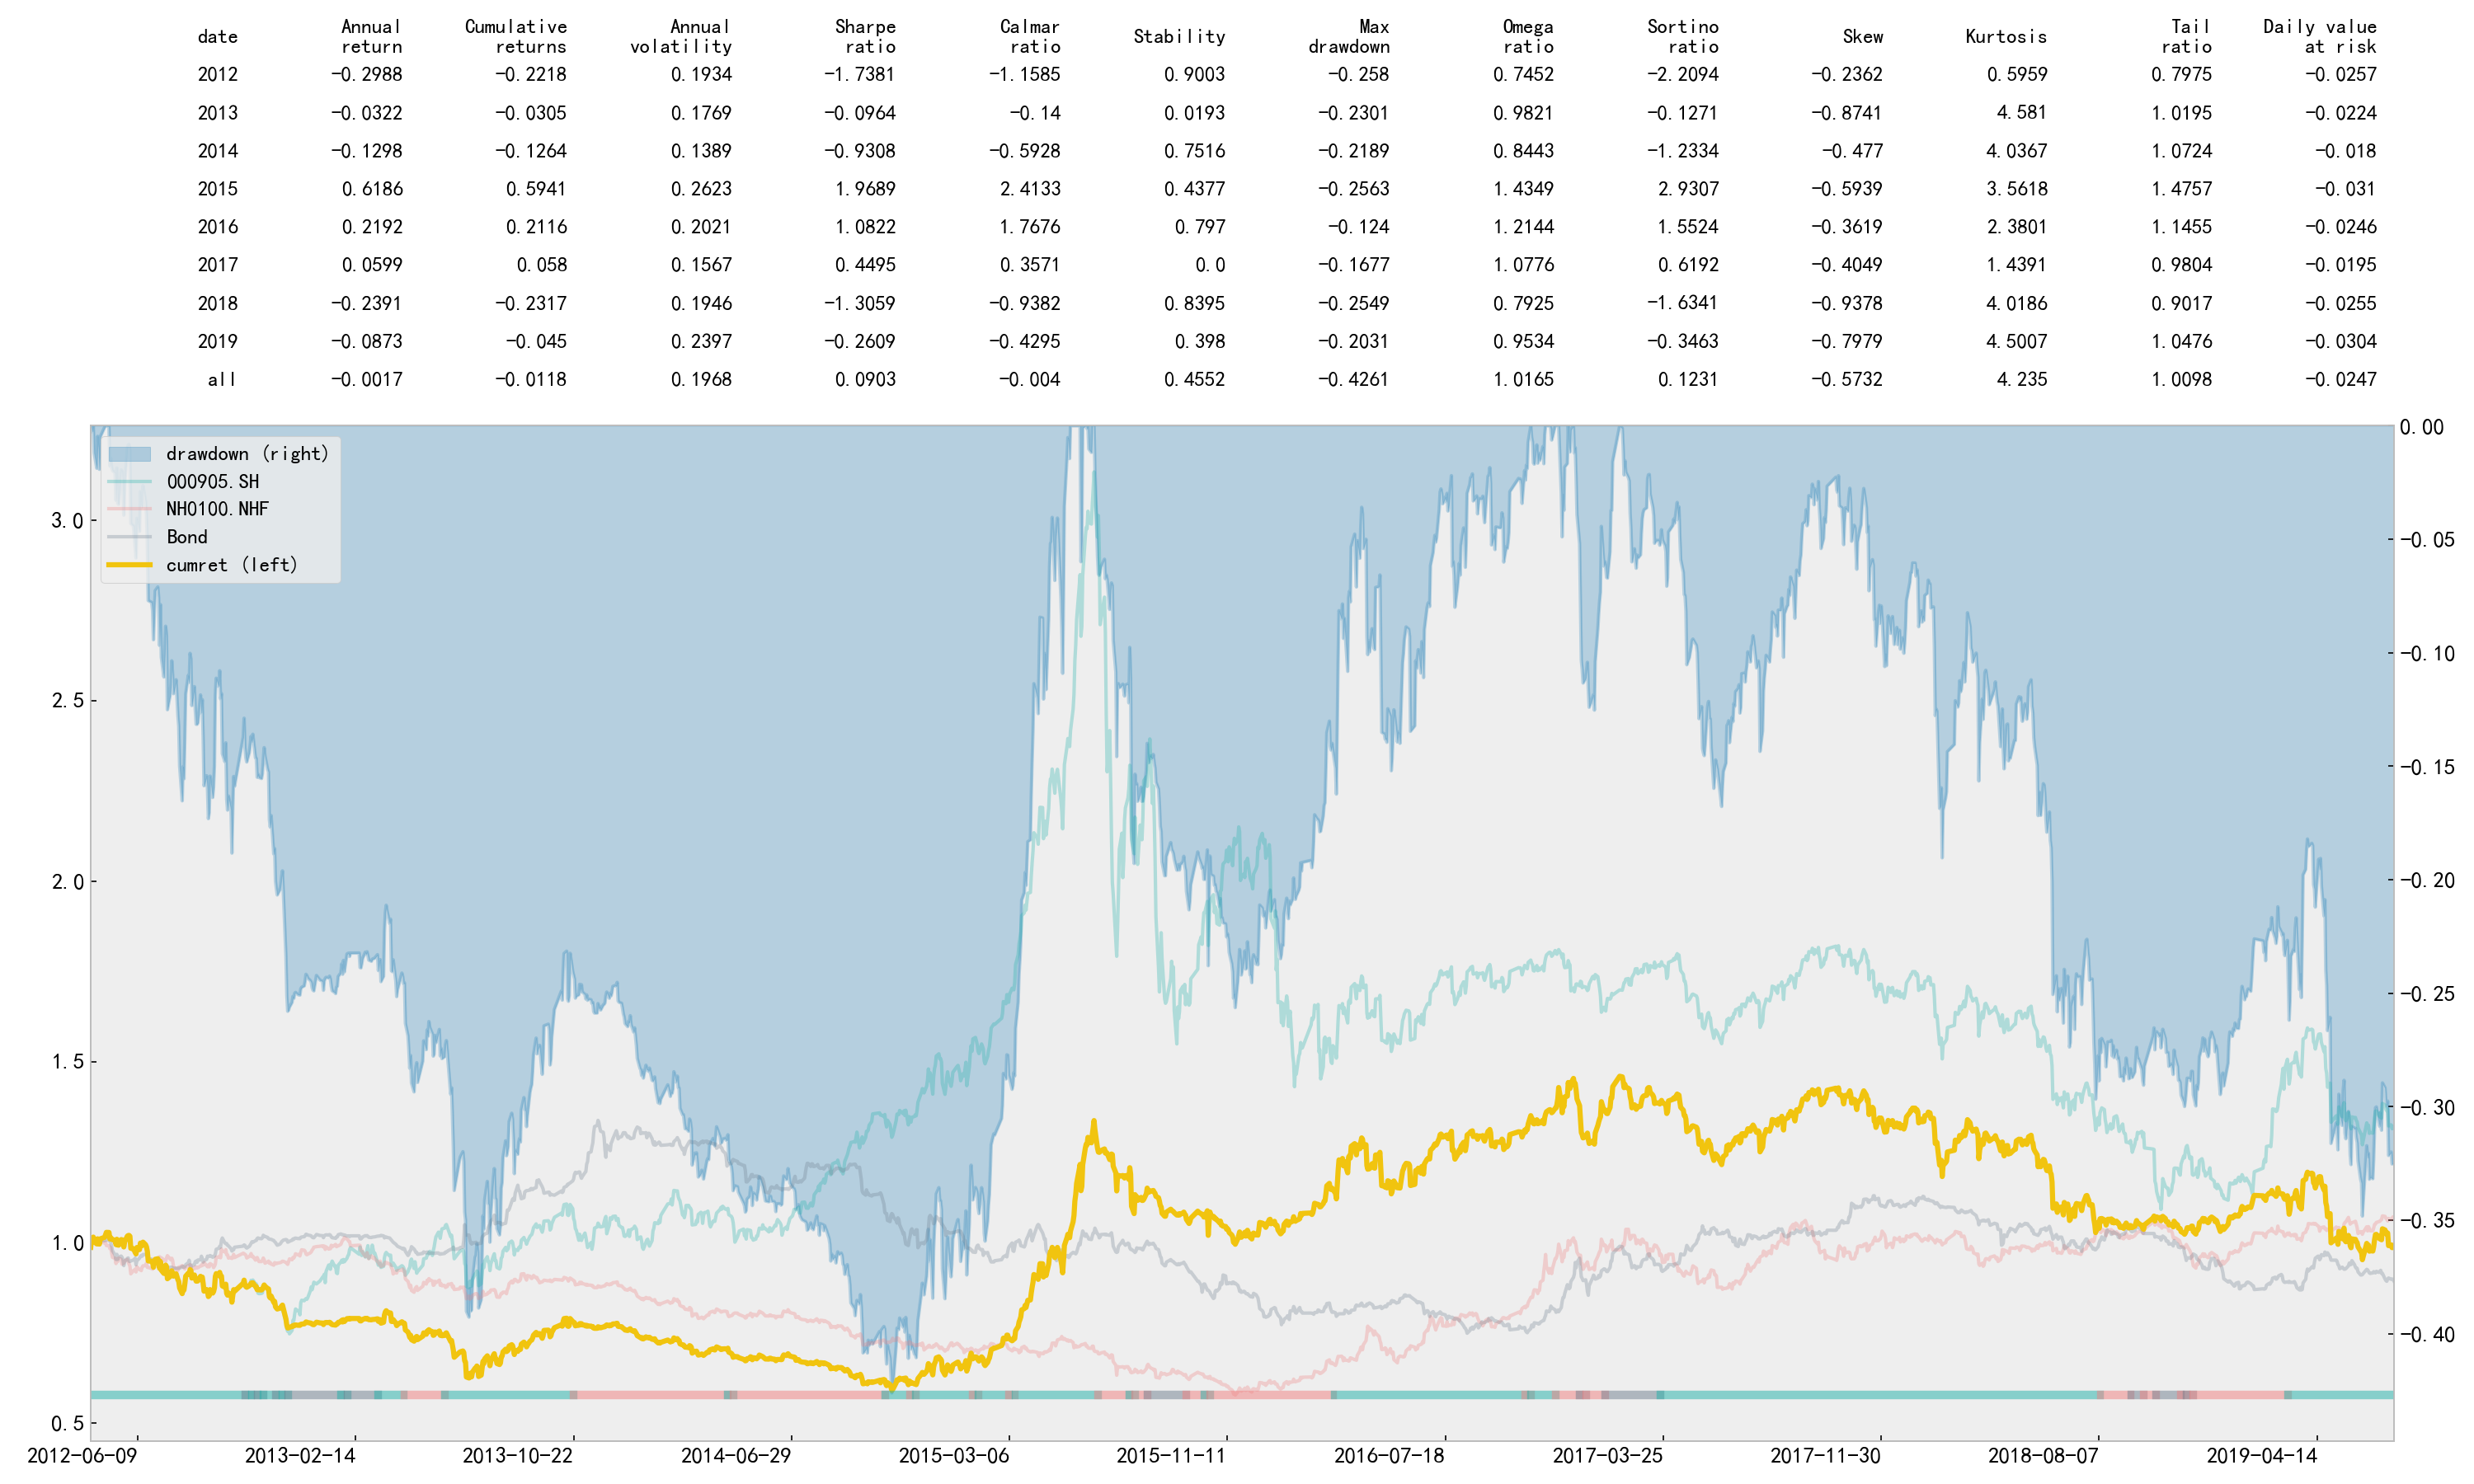 date Annual return Cumulative returns Annual volatility Sharpe ratio Calmar ratio Stability Max drawdown Omega ratio Sortino ratio Skew Kurtosis Tail ratio Daily value at risk
2012 -0.2988 -0.2218 0.1934 -1.7381 -1.1585 0.9003 -0.258 0.7452 -2.2094 -0.2362 0.5959 0.7975 -0.0257
2013 -0.0322 -0.0305 0.1769 -0.0964 -0.14 0.0193 -0.2301 0.9821 -0.1271 -0.8741 4.581 1.0195 -0.0224
2014 -0.1298 -0.1264 0.1389 -0.9308 -0.5928 0.7516 -0.2189 0.8443 -1.2334 -0.477 4.0367 1.0724 -0.018
2015 0.6186 0.5941 0.2623 1.9689 2.4133 0.4377 -0.2563 1.4349 2.9307 -0.5939 3.5618 1.4757 -0.031
2016 0.2192 0.2116 0.2021 1.0822 1.7676 0.797 -0.124 1.2144 1.5524 -0.3619 2.3801 1.1455 -0.0246
2017 0.0599 0.058 0.1567 0.4495 0.3571 0.0 -0.1677 1.0776 0.6192 -0.4049 1.4391 0.9804 -0.0195
2018 -0.2391 -0.2317 0.1946 -1.3059 -0.9382 0.8395 -0.2549 0.7925 -1.6341 -0.9378 4.0186 0.9017 -0.0255
2019 -0.0873 -0.045 0.2397 -0.2609 -0.4295 0.398 -0.2031 0.9534 -0.3463 -0.7979 4.5007 1.0476 -0.0304
all -0.0017 -0.0118 0.1968 0.0903 -0.004 0.4552 -0.4261 1.0165 0.1231 -0.5732 4.235 1.0098 -0.0247
drawdown (right)
000905.SH
NH0100.NHF
Bond
cumret (left)
3.0
2.5
2.0
1.5
1.0
0.5
0.00
-0.05
-0.10
-0.15
-0.20
-0.25
-0.30
-0.35
-0.40
2012-06-09 2013-02-14 2013-10-22 2014-06-29 2015-03-06 2015-11-11 2016-07-18 2017-03-25 2017-11-30 2018-08-07 2019-04-14